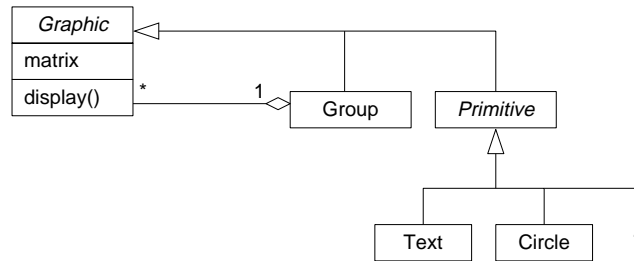 Graphic
matrix
display()
*
1
Group
Primitive
Text
Circle